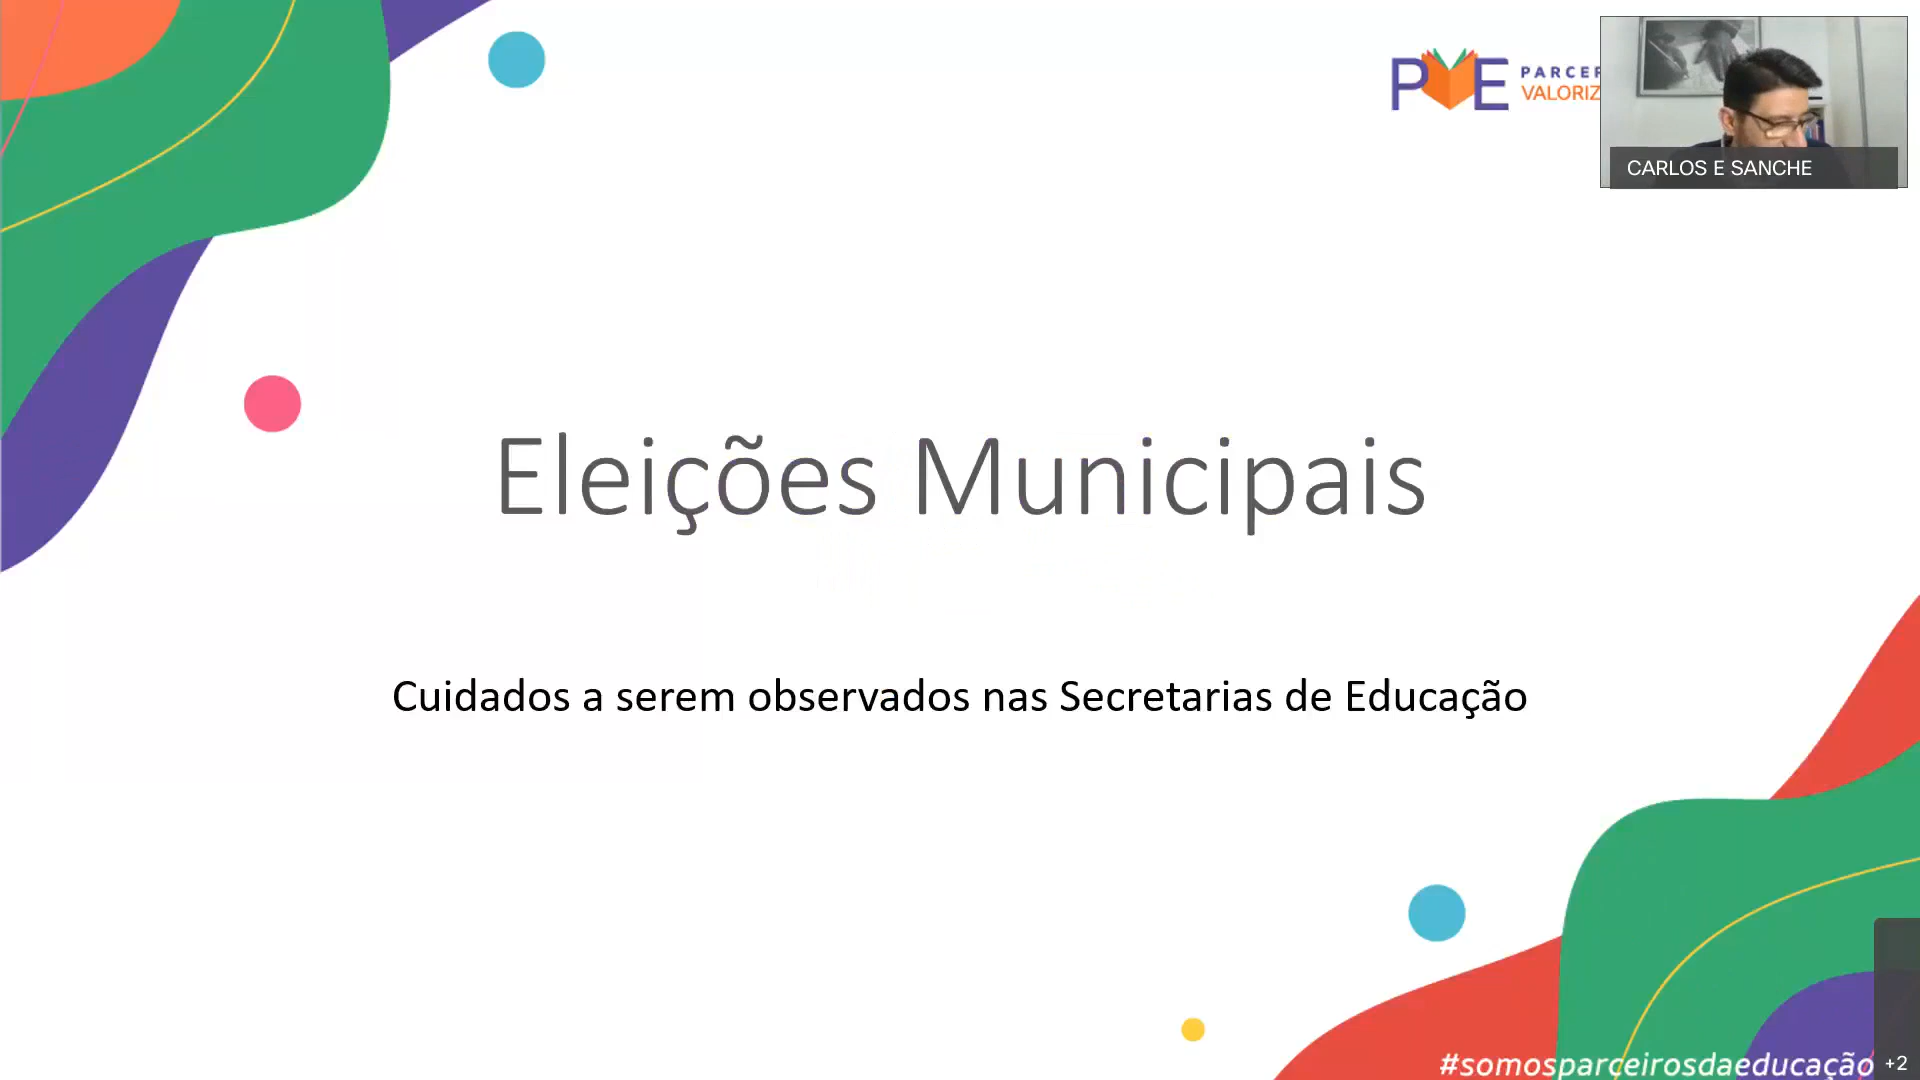 PVE
PARCER
VALORIZ
CARLOS E SANCHE
Eleições Municipais
Cuidados a serem observados nas Secretarias de Educação
#somosparceirosdaeducação
+2